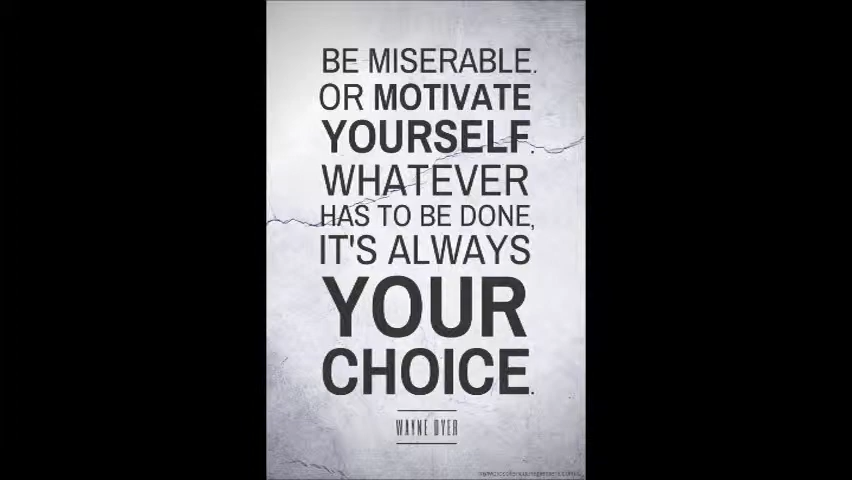 BE MISERABLE.
OR MOTIVATE
YOURSELF.
WHATEVER
HAS TO BE DONE,
IT'S ALWAYS
YOUR
CHOICE.
WAYNE DYER